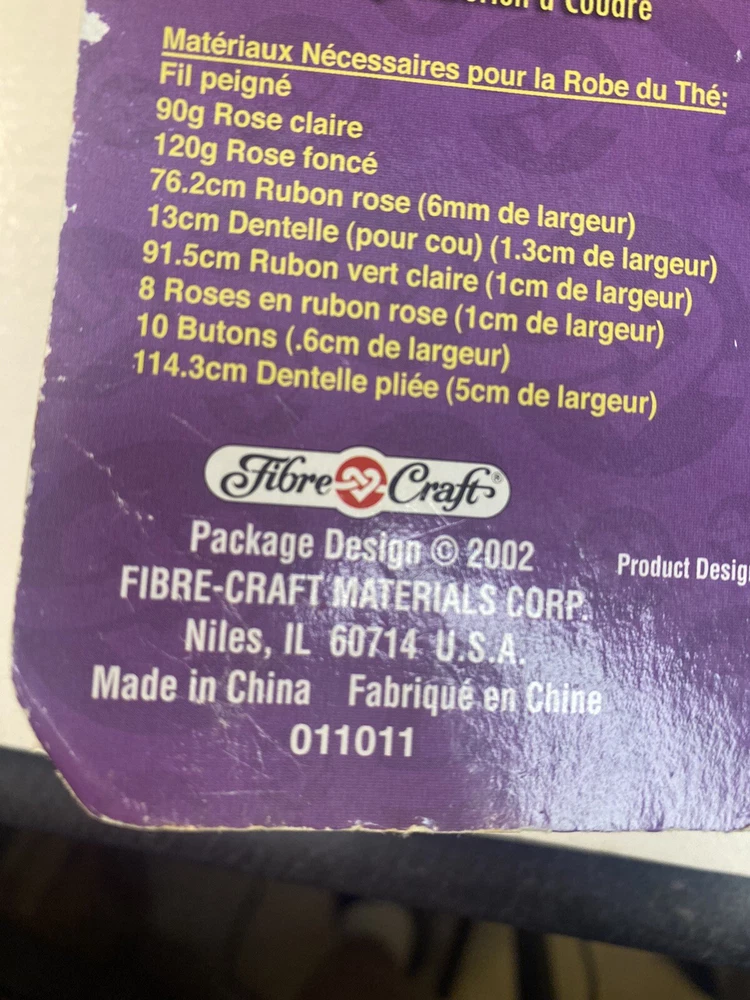 à Coudre
Matériaux Nécessaires pour la Robe du Thé:
Fil peigné
90g Rose claire
120g Rose foncé
76.2cm Rubon rose (6mm de largeur)
13cm Dentelle (pour cou) (1.3cm de largeur)
91.5cm Rubon vert claire (1cm de largeur)
8 Roses en rubon rose (1cm de largeur)
10 Butons (.6cm de largeur)
114.3cm Dentelle pliée (5cm de largeur)
Fibre Craft®
Package Design © 2002
Product Desig
FIBRE-CRAFT MATERIALS CORP.
Niles, IL 60714 U.S.A.
Made in China Fabriqué en Chine
011011